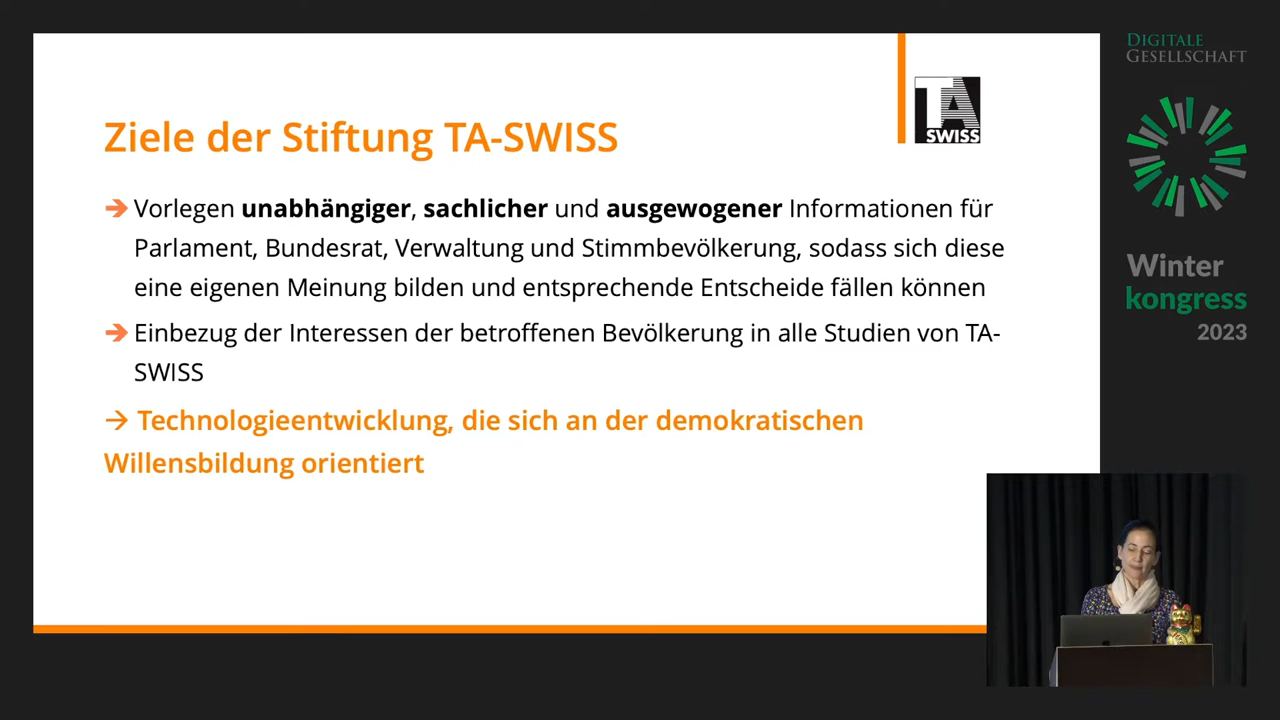 Ziele der Stiftung TA-SWISS
TA
SWISS
➔ Vorlegen unabhängiger, sachlicher und ausgewogener Informationen für
Parlament, Bundesrat, Verwaltung und Stimmbevölkerung, sodass sich diese
eine eigenen Meinung bilden und entsprechende Entscheide fällen können
➔ Einbezug der Interessen der betroffenen Bevölkerung in alle Studien von TA-
SWISS
→ Technologieentwicklung, die sich an der demokratischen
Willensbildung orientiert
DIGITALE
GESELLSCHAFT
Winter
kongress
2023